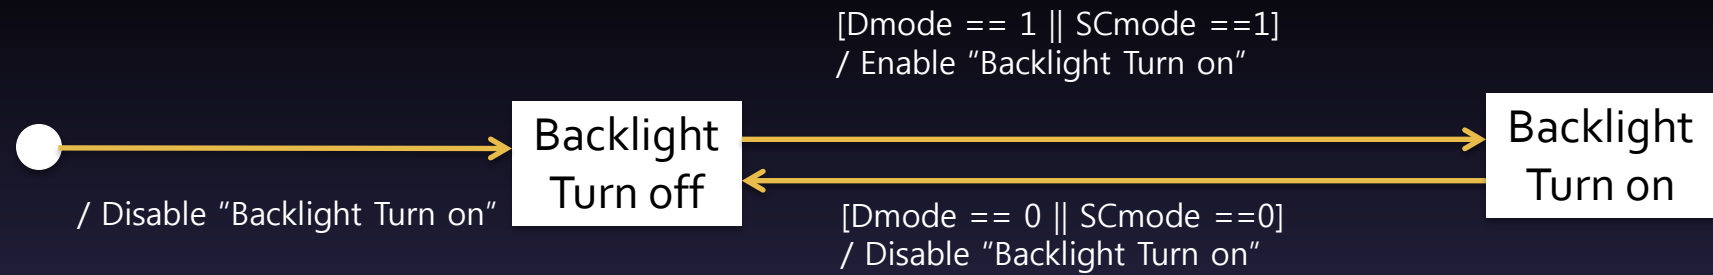 [Dmode == 1 || SCmode ==1]
/ Enable "Backlight Turn on"
Backlight
Turn off
Backlight
Turn on
/ Disable "Backlight Turn on"
[Dmode == 0 || SCmode ==0]
/ Disable "Backlight Turn on"